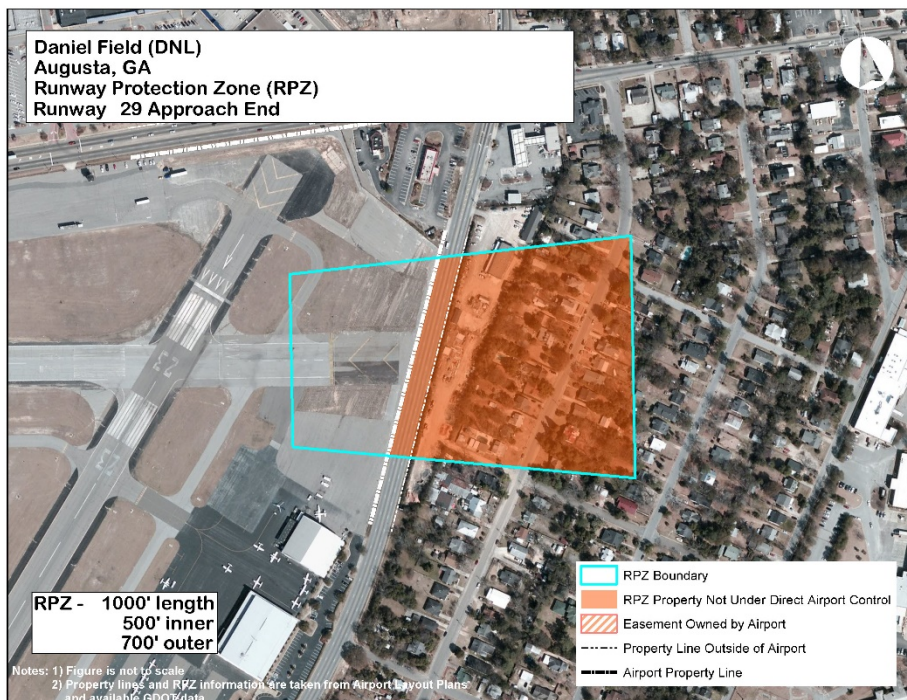 Daniel Field (DNL)
Augusta, GA
Runway Protection Zone (RPZ)
Runway 29 Approach End
23
RPZ - 1000' length
500' inner
700' outer
RPZ Boundary
RPZ Property Not Under Direct Airport Control
Easement Owned by Airport
Property Line Outside of Airport
Airport Property Line
Notes: 1) Figure is not to scale
2) Property lines and RPZ information are taken from Airport Layout Plans
and available GDOT data